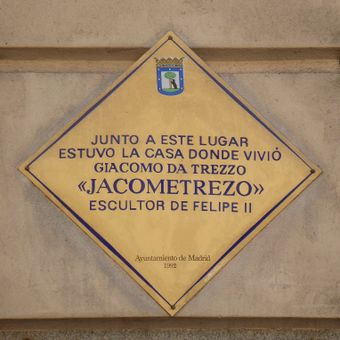 JUNTO A ESTE LUGAR
ESTUVO LA CASA DONDE VIVIÓ
GIACOMO DA TREZZO
«JACOMETREZO»
ESCULTOR DE FELIPE II
Ayuntamiento de Madrid
1992